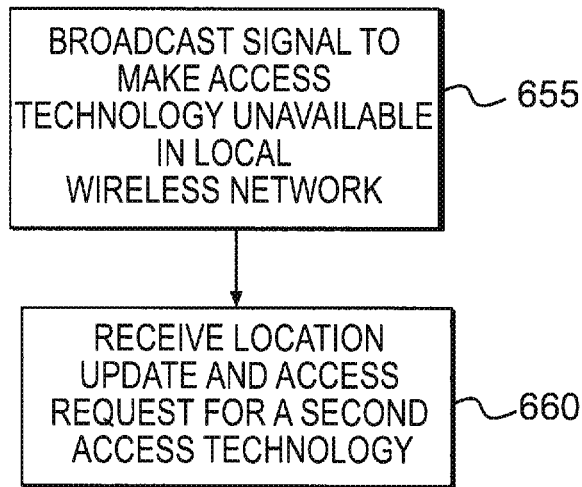 BROADCAST SIGNAL TO
MAKE ACCESS
TECHNOLOGY UNAVAILABLE
IN LOCAL
WIRELESS NETWORK
655
RECEIVE LOCATION
UPDATE AND ACCESS
REQUEST FOR A SECOND
ACCESS TECHNOLOGY
660